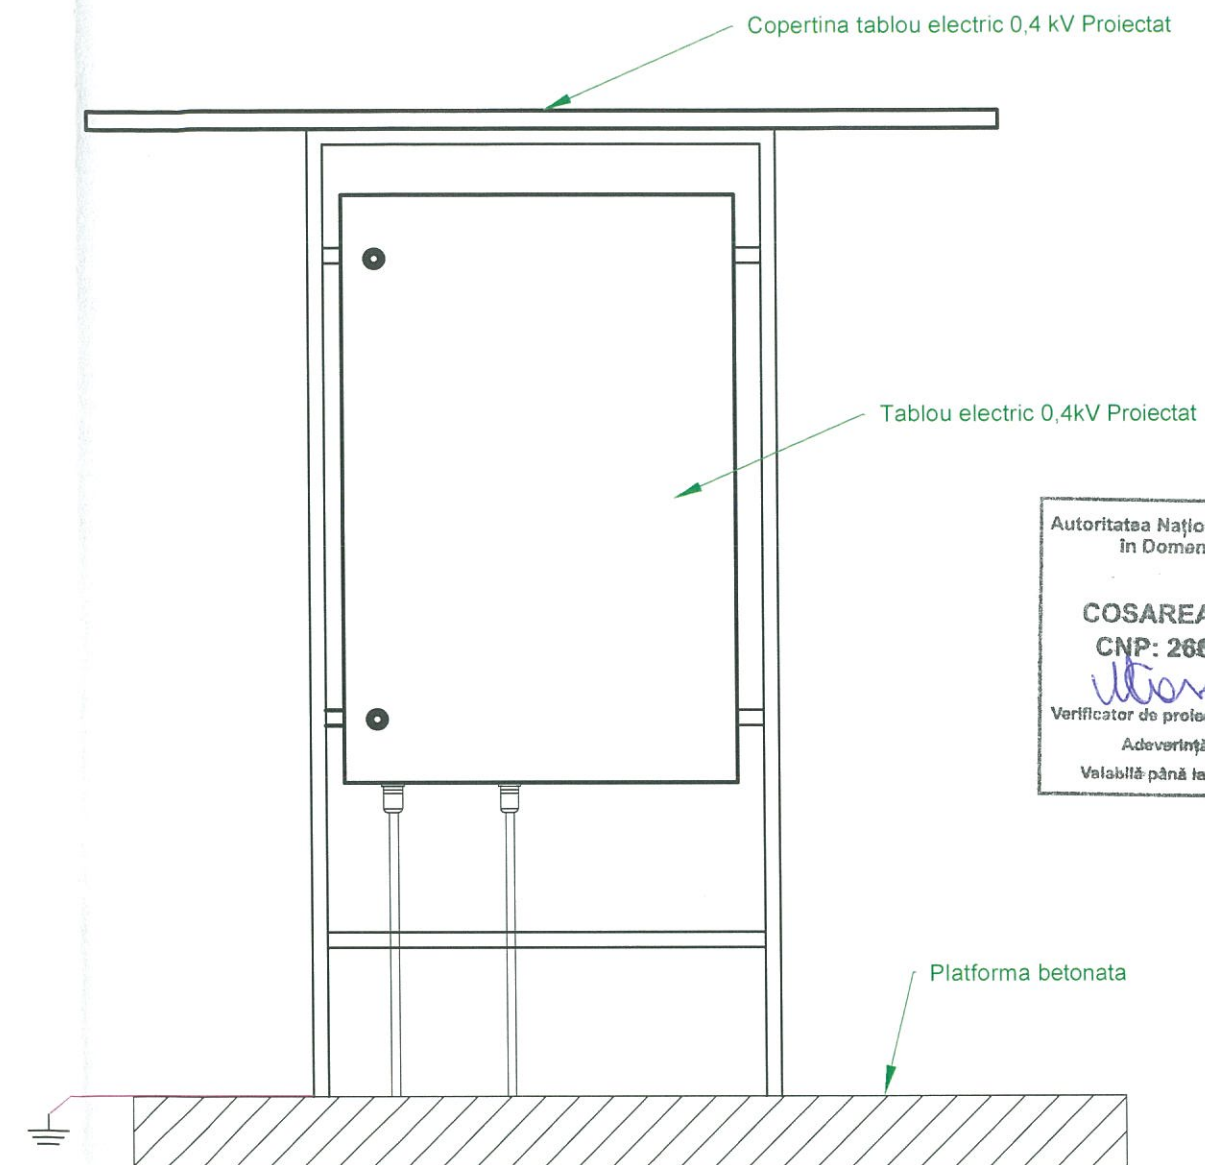 Copertina tablou electric 0,4 kV Proiectat
Tablou electric 0,4kV Proiectat
Autoritatea Națio
în Domen
COSAREA
CNP: 260
Verificator de proie
Adeverință
Valabilă până la
Platforma betonata